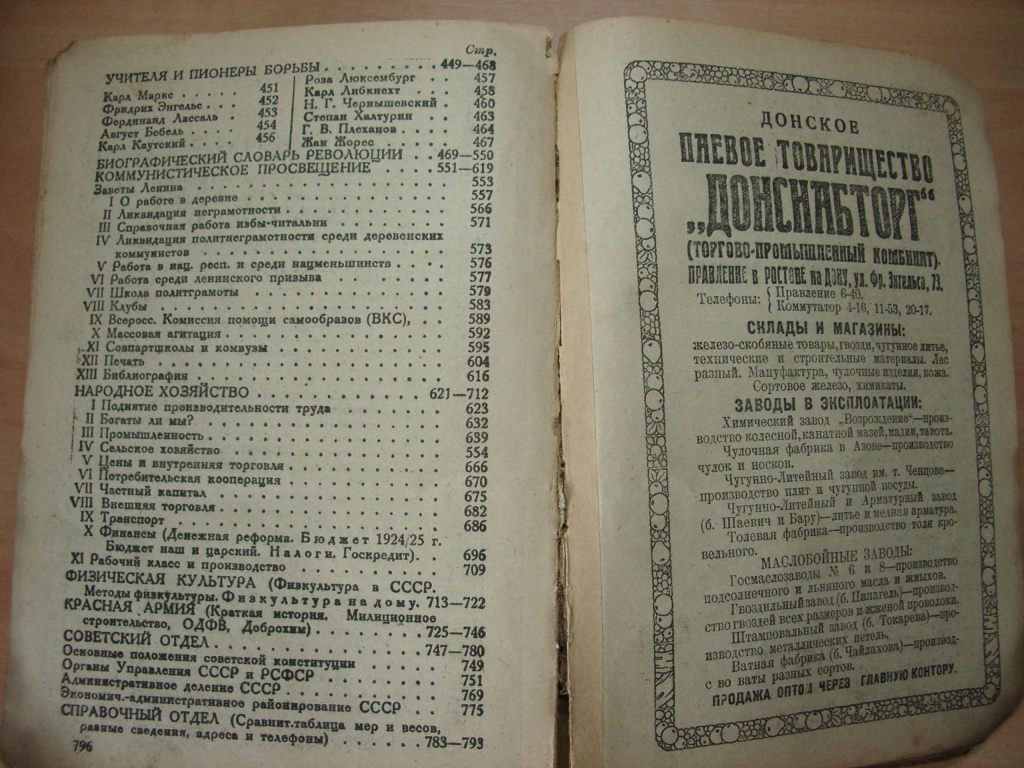 Стр.
УЧИТЕЛЯ И ПИОНЕРЫ БОРЬБЫ . . . . . . . . 449—468
Карл Маркс . . . . . 451
Фридрих Энгельс . . . 452
Фердинанд Лассаль . 453
Август Бебель . . . . 454
Карл Каутский . . . . 456
Роза Люксембург . . 457
Карл Либкнехт . . . 458
Н. Г. Чернышевский . 460
Степан Халтурин . . 463
Г. В. Плеханов . . . . 464
Жан Жорес . . . . . 467
БИОГРАФИЧЕСКИЙ СЛОВАРЬ РЕВОЛЮЦИИ . . 469—550
КОММУНИСТИЧЕСКОЕ ПРОСВЕЩЕНИЕ . . . . 551—619
Заветы Ленина . . . . . . . . . . . . 553
I О работе в деревне . . . . . . . . . . 557
II Ликвидация неграмотности . . . . . . . . 566
III Справочная работа избы-читальни . . . . . . 571
IV Ликвидация политнеграмотности среди деревенских
коммунистов . . . . . . . . . . . . 573
V Работа в нац. респ. и среди нацменьшинств . . . . 576
VI Работа среди ленинского призыва . . . . . . 577
VII Школа политграмоты . . . . . . . . . 579
VIII Клубы . . . . . . . . . . . . . 583
IX Всеросс. Комиссия помощи самообразов (ВКС), . . . 589
X Массовая агитация . . . . . . . . . . 592
XI Совпартшколы и комвузы . . . . . . . . 595
XII Печать . . . . . . . . . . . . . 604
XIII Библиография . . . . . . . . . . . 616
НАРОДНОЕ ХОЗЯЙСТВО . . . . . . . . . . 621—712
I Поднятие производительности труда . . . . . . 623
II Богаты ли мы? . . . . . . . . . . . 632
III Промышленность . . . . . . . . . . . 639
IV Сельское хозяйство . . . . . . . . . . 554
V Цены и внутренняя торговля . . . . . . . . 666
VI Потребительская кооперация . . . . . . . . 670
VII Частный капитал . . . . . . . . . . . 675
VIII Внешняя торговля . . . . . . . . . . . 682
IX Транспорт . . . . . . . . . . . . . 686
X Финансы (Денежная реформа. Бюджет 1924/25 г.
Бюджет наш и царский. Налоги. Госкредит). . 696
XI Рабочий класс и производство . . . . . . . 709
ФИЗИЧЕСКАЯ КУЛЬТУРА (Физкультура в СССР.
Методы физкультуры. Физкультура на дому. 713—722
КРАСНАЯ АРМИЯ (Краткая история. Милиционное
строительство, ОДФВ, Доброхим) . . . . . . . 725—746
СОВЕТСКИЙ ОТДЕЛ . . . . . . . . . . . 747—780
Основные положения советской конституции . . . . 749
Органы Управления СССР и РСФСР . . . . . . 751
Административное деление СССР . . . . . . . 769
Экономич.-административное районирование СССР . . 775
СПРАВОЧНЫЙ ОТДЕЛ (Сравнит.таблица мер и весов,
разные сведения, адреса и телефоны) . . . . . . 783—793
796
ДОНСКОЕ
ПАЕВОЕ ТОВАРИЩЕСТВО
„ДОНСНАБТОРГ“
(ТОРГОВО-ПРОМЫШЛЕННЫЙ КОМБИНАТ).
ПРАВЛЕНИЕ В РОСТОВЕ на ДОНУ, ул. Фр. Энгельса, 73.
Телефоны: { Правление 6-40.
Коммутатор 4-16, 11-53, 20-17.
СКЛАДЫ И МАГАЗИНЫ:
железо-скобяные товары, гвозди, чугунное литье,
технические и строительные материалы. Лес
разный. Мануфактура, чулочные изделия, кожа.
Сортовое железо, химикаты.
ЗАВОДЫ В ЭКСПЛОАТАЦИИ:
Химический завод „Возрождение“—произ-
водство колесной, канатной мазей, мадии, тавота.
Чулочная фабрика в Азове—производство
чулок и носков.
Чугунно-Литейный завод им. т. Ченцова—
производство плит и чугунной посуды.
Чугунно-Литейный и Арматурный завод
(б. Шаевич и Бару)—литье и медная арматура.
Толевая фабрика—производство толя кро-
вельного.
МАСЛОБОЙНЫЕ ЗАВОДЫ:
Госмаслозаводы № 6 и 8—производство
подсолнечного и льняного масла и жмыхов.
Гвоздильный завод (б. Шпагель)—производ-
ство гвоздей всех размеров и жженой проволоки.
Штамповальный завод (б. Токарева)—про-
изводство металлических петель.
Ватная фабрика (б. Чайлахова)—производ-
с во ваты разных сортов.
ПРОДАЖА ОПТОМ ЧЕРЕЗ ГЛАВНУЮ КОНТОРУ.